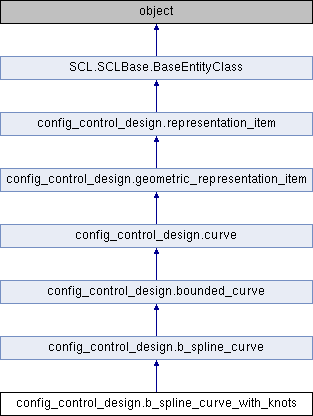 object
SCL.SCLBase.BaseEntityClass
config_control_design.representation_item
config_control_design.geometric_representation_item
config_control_design.curve
config_control_design.bounded_curve
config_control_design.b_spline_curve
config_control_design.b_spline_curve_with_knots